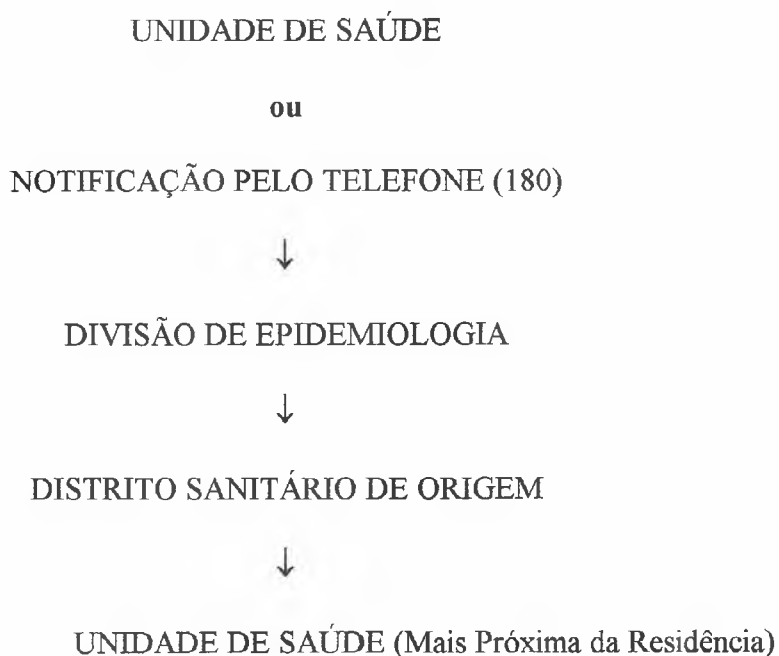 UNIDADE DE SAÚDE
ou
NOTIFICAÇÃO PELO TELEFONE (180)
↓
DIVISÃO DE EPIDEMIOLOGIA
↓
DISTRITO SANITÁRIO DE ORIGEM
↓
UNIDADE DE SAÚDE (Mais Próxima da Residência)